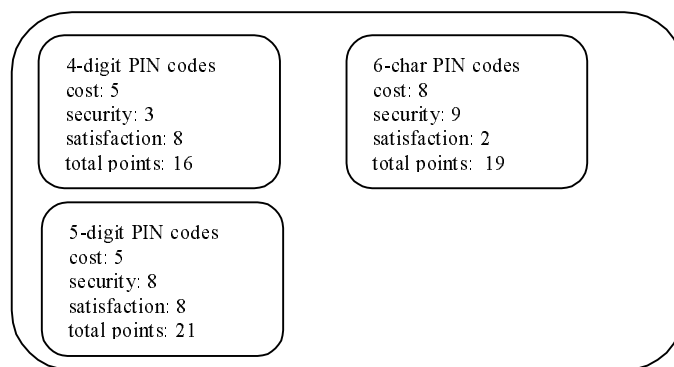 4-digit PIN codes
cost: 5
security: 3
satisfaction: 8
total points: 16
6-char PIN codes
cost: 8
security: 9
satisfaction: 2
total points: 19
5-digit PIN codes
cost: 5
security: 8
satisfaction: 8
total points: 21